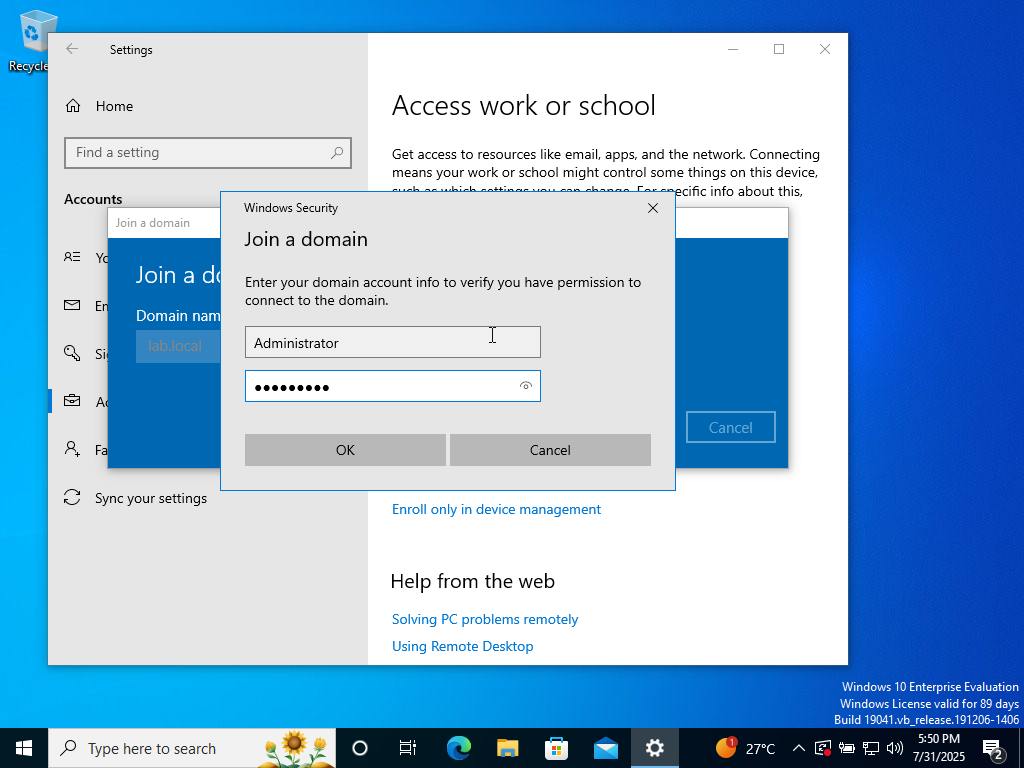 Recycle
Settings
Home
Find a setting
Accounts
Yo
En
Sig
Ac
Fa
Sync your settings
Access work or school
Get access to resources like email, apps, and the network. Connecting
means your work or school might control some things on this device,
such as which settings you can change. For specific info about this,
Join a domain
Join a do
Domain nam
lab.local
Cancel
Windows Security
Join a domain
Enter your domain account info to verify you have permission to
connect to the domain.
Administrator
•••••••••
OK
Cancel
Enroll only in device management
Help from the web
Solving PC problems remotely
Using Remote Desktop
Windows 10 Enterprise Evaluation
Windows License valid for 89 days
Build 19041.vb_release.191206-1406
Type here to search
1
27°C
5:50 PM
7/31/2025
2